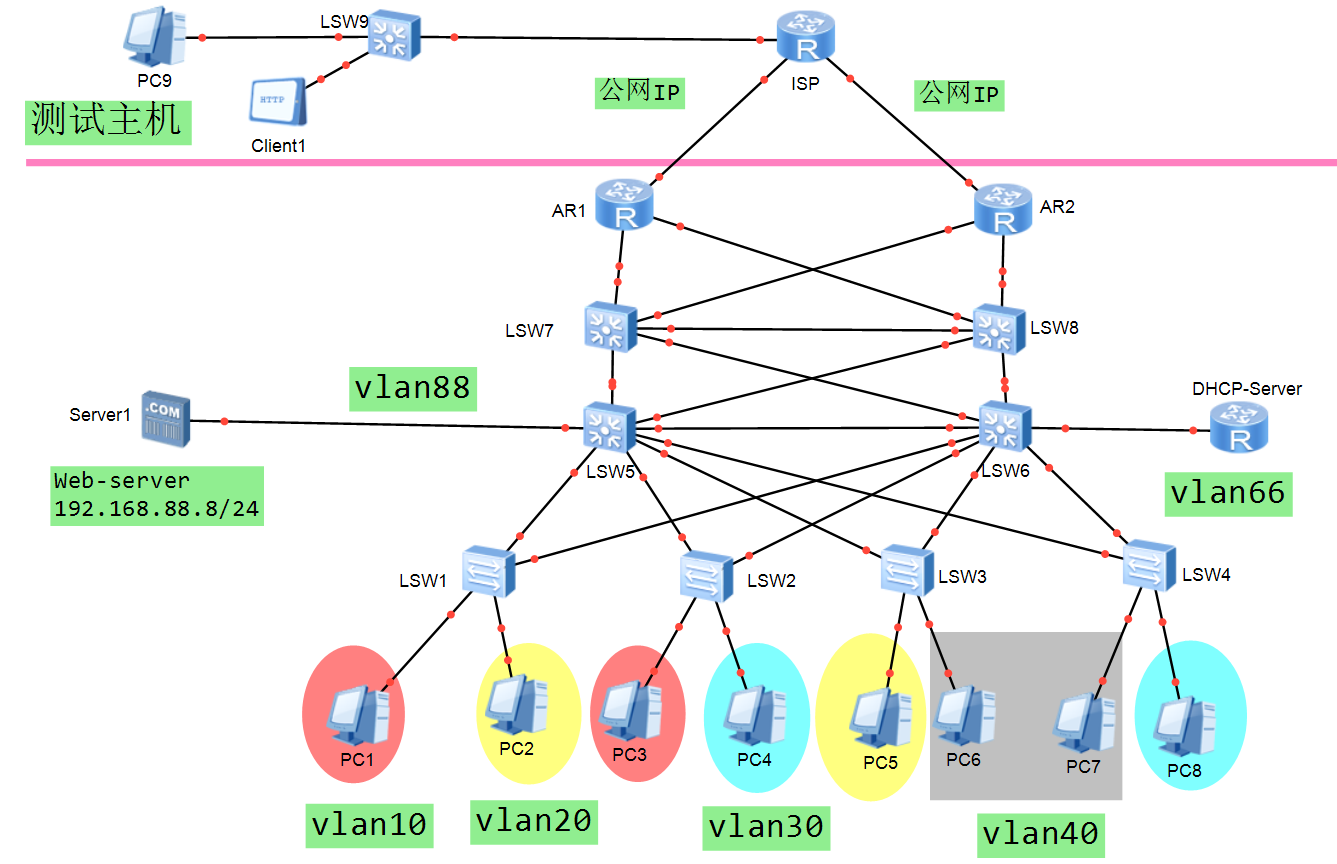 LSW9
ISP
PC9
HTTP
Client1
测试主机
公网IP
公网IP
AR1
R
AR2
R
R
LSW7
LSW8
vlan88
DHCP-Server
Server1
.COM
R
LSW5
LSW6
Web-server
192.168.88.8/24
vlan66
LSW1
LSW2
LSW3
LSW4
PC1
PC2
PC3
PC4
PC5
PC6
PC7
PC8
vlan10
vlan20
vlan30
vlan40